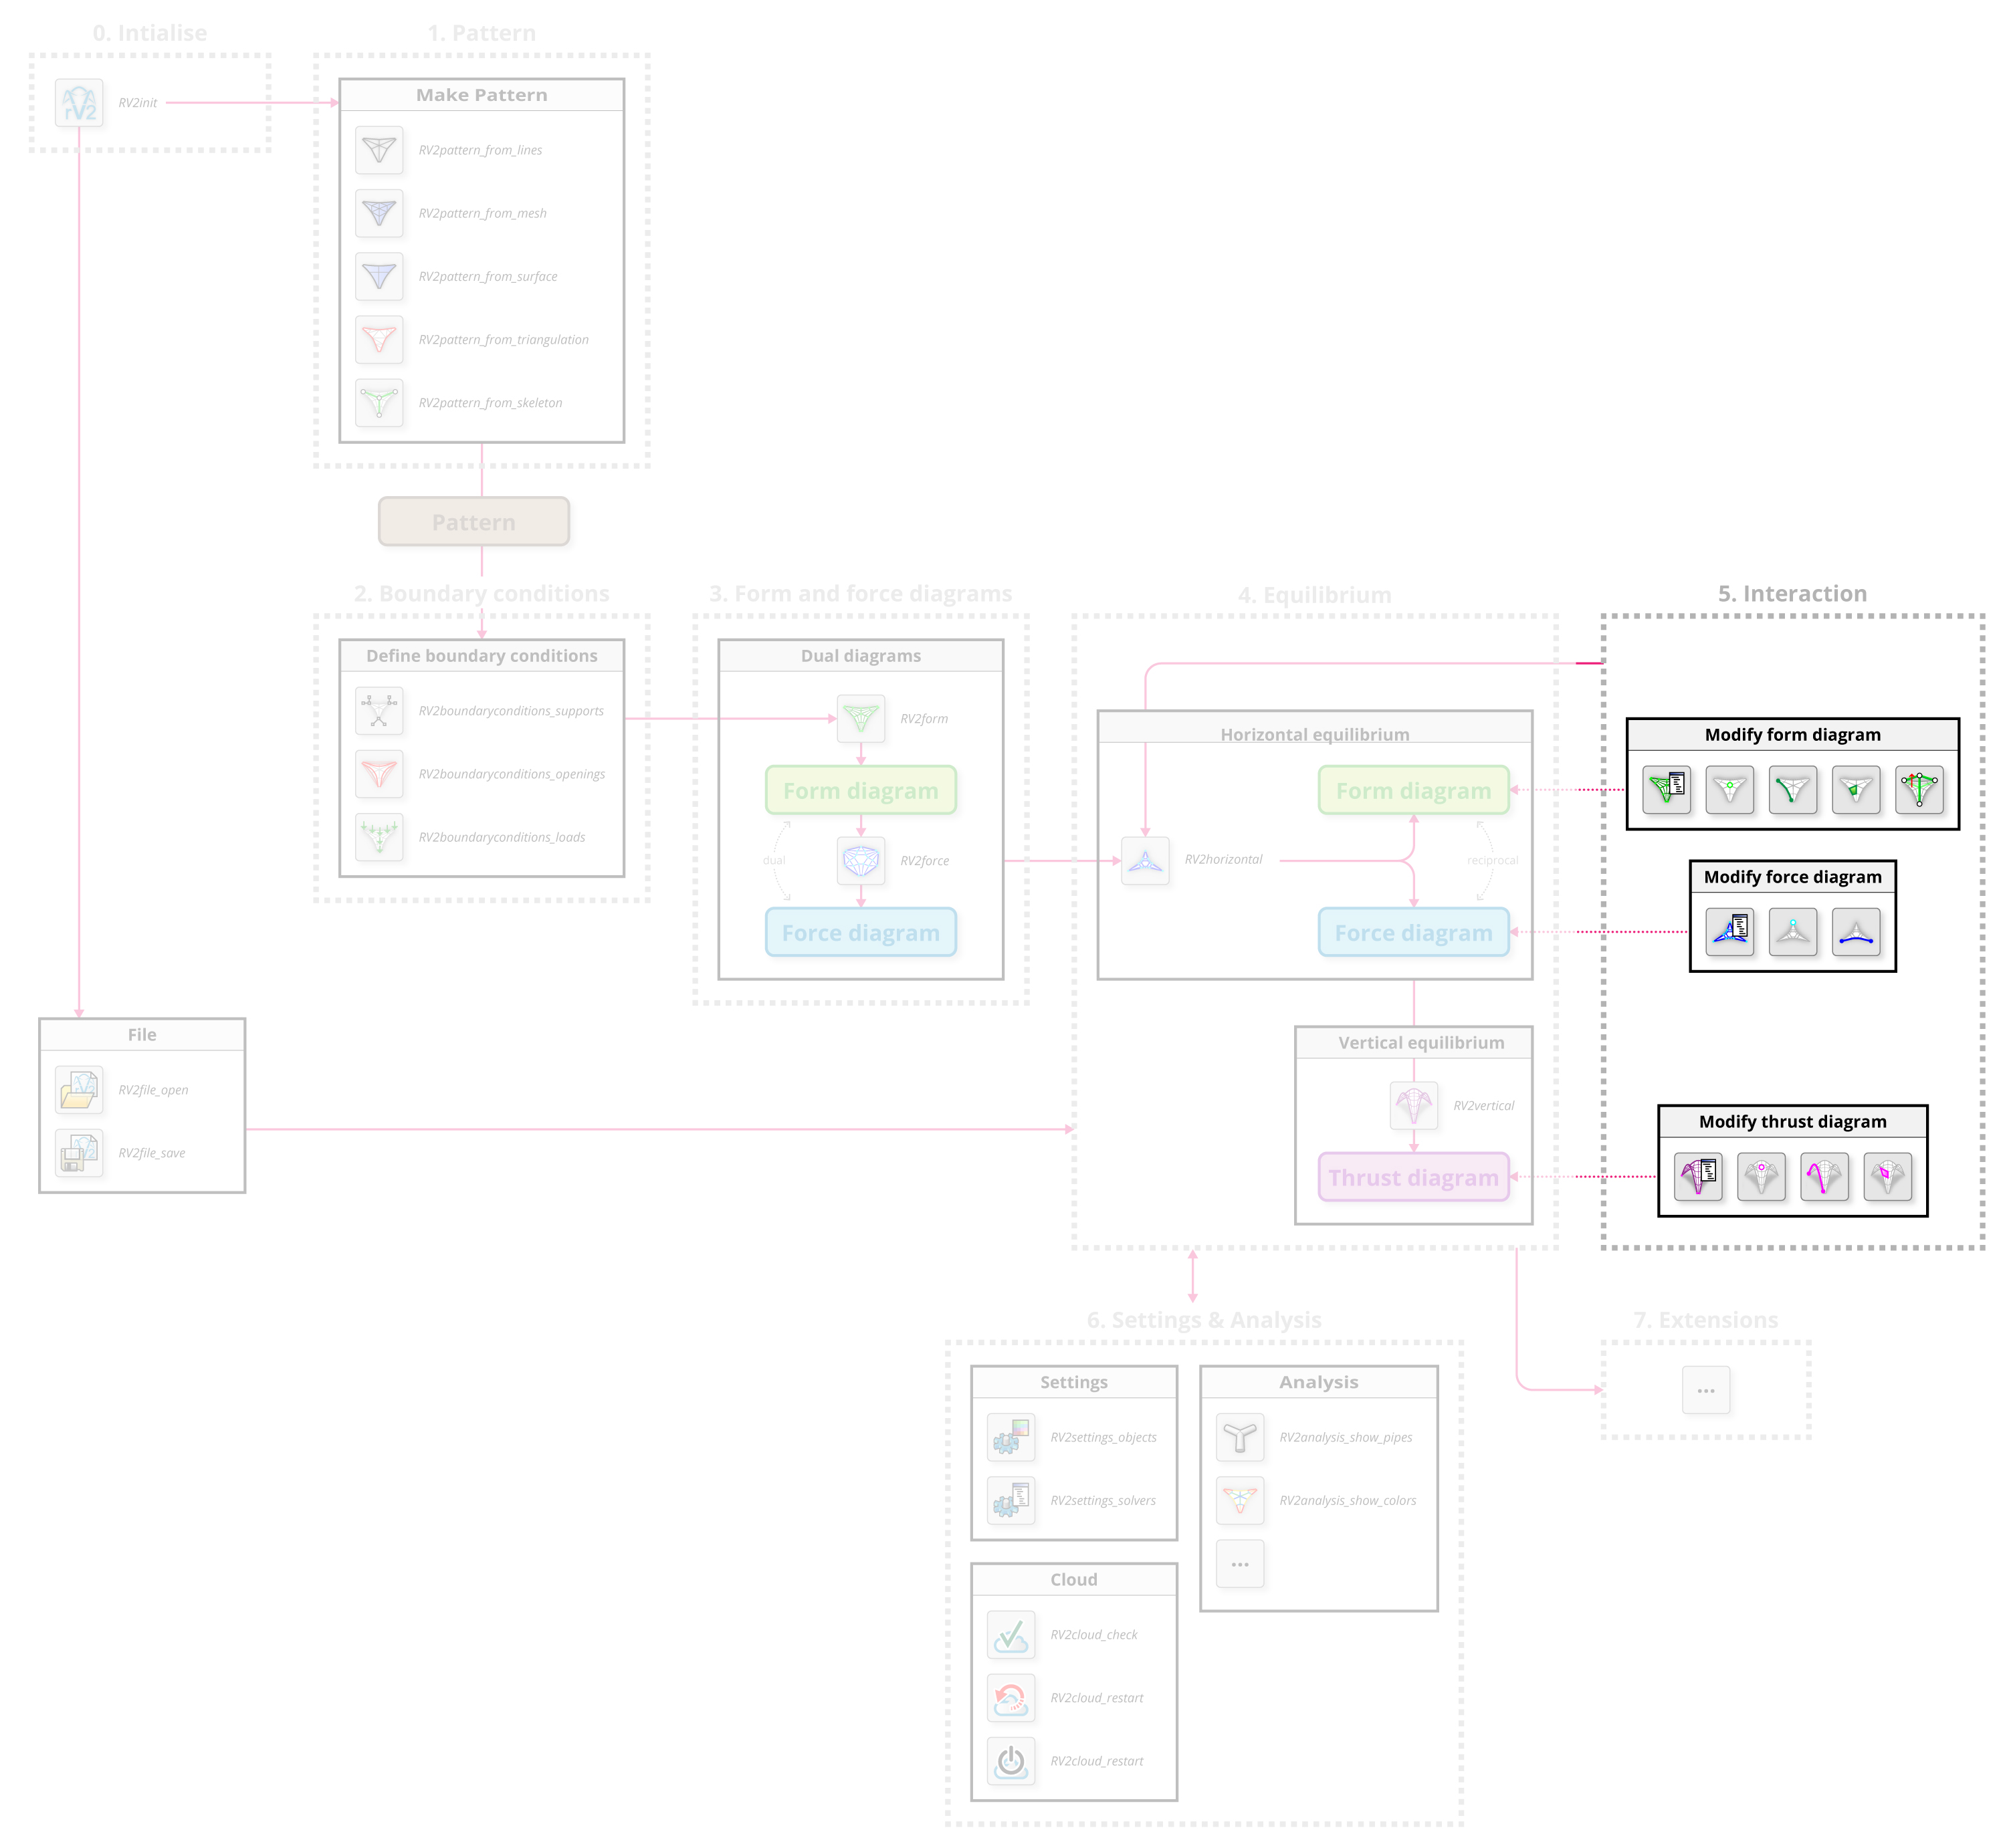 0. Intialise
rV2
RV2init
1. Pattern
Make Pattern
RV2pattern_from_lines
RV2pattern_from_mesh
RV2pattern_from_surface
RV2pattern_from_triangulation
RV2pattern_from_skeleton
Pattern
2. Boundary conditions
Define boundary conditions
RV2boundaryconditions_supports
RV2boundaryconditions_openings
RV2boundaryconditions_loads
3. Form and force diagrams
Dual diagrams
RV2form
Form diagram
dual
RV2force
Force diagram
4. Equilibrium
Horizontal equilibrium
Form diagram
RV2horizontal
reciprocal
Force diagram
Vertical equilibrium
RV2vertical
Thrust diagram
5. Interaction
Modify form diagram
Modify force diagram
Modify thrust diagram
File
RV2file_open
RV2file_save
6. Settings & Analysis
Settings
RV2settings_objects
RV2settings_solvers
Cloud
RV2cloud_check
RV2cloud_restart
RV2cloud_restart
Analysis
RV2analysis_show_pipes
RV2analysis_show_colors
...
7. Extensions
...